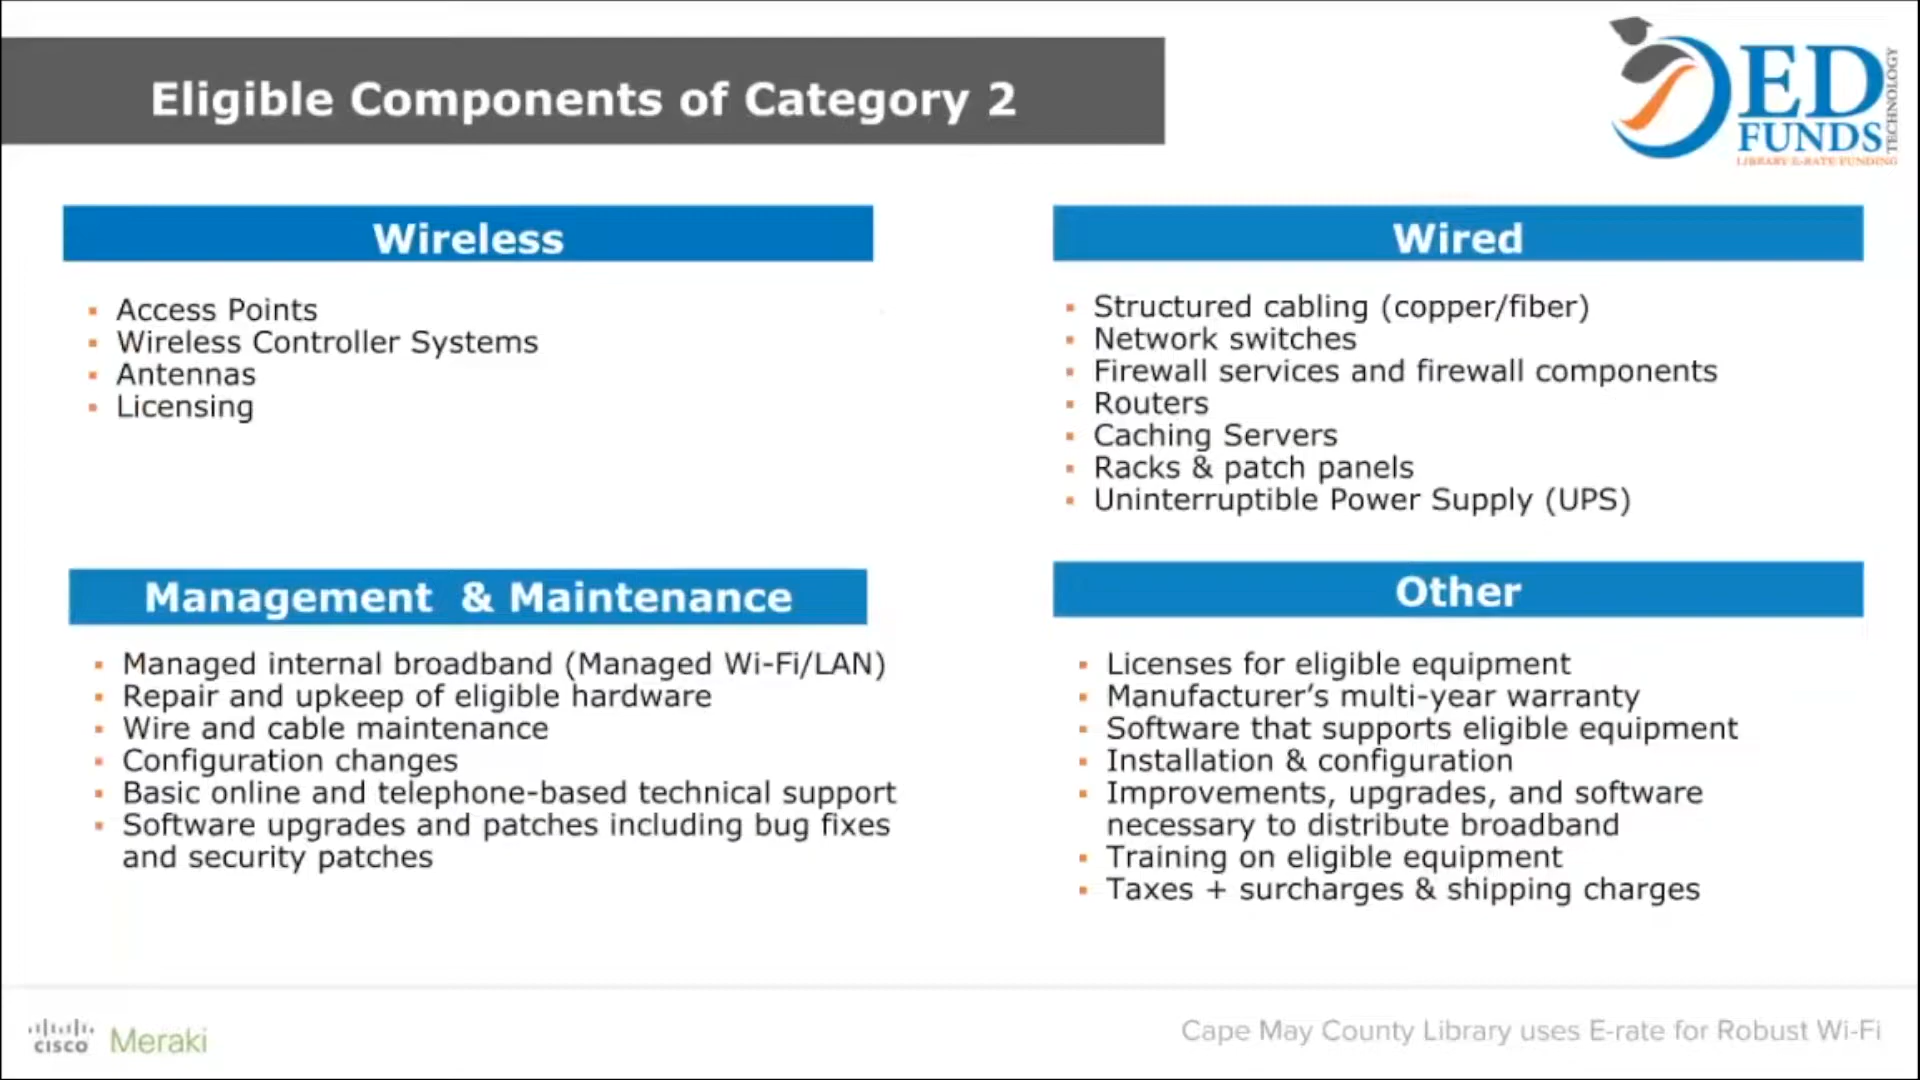 Eligible Components of Category 2
ED
FUNDS
TECHNOLOGY
LIBRARY E-RATE FUNDING
Wireless
Access Points
Wireless Controller Systems
Antennas
Licensing
Wired
Structured cabling (copper/fiber)
Network switches
Firewall services and firewall components
Routers
Caching Servers
Racks & patch panels
Uninterruptible Power Supply (UPS)
Management & Maintenance
Managed internal broadband (Managed Wi-Fi/LAN)
Repair and upkeep of eligible hardware
Wire and cable maintenance
Configuration changes
Basic online and telephone-based technical support
Software upgrades and patches including bug fixes
and security patches
Other
Licenses for eligible equipment
Manufacturer’s multi-year warranty
Software that supports eligible equipment
Installation & configuration
Improvements, upgrades, and software
necessary to distribute broadband
Training on eligible equipment
Taxes + surcharges & shipping charges
cisco Meraki
Cape May County Library uses E-rate for Robust Wi-Fi